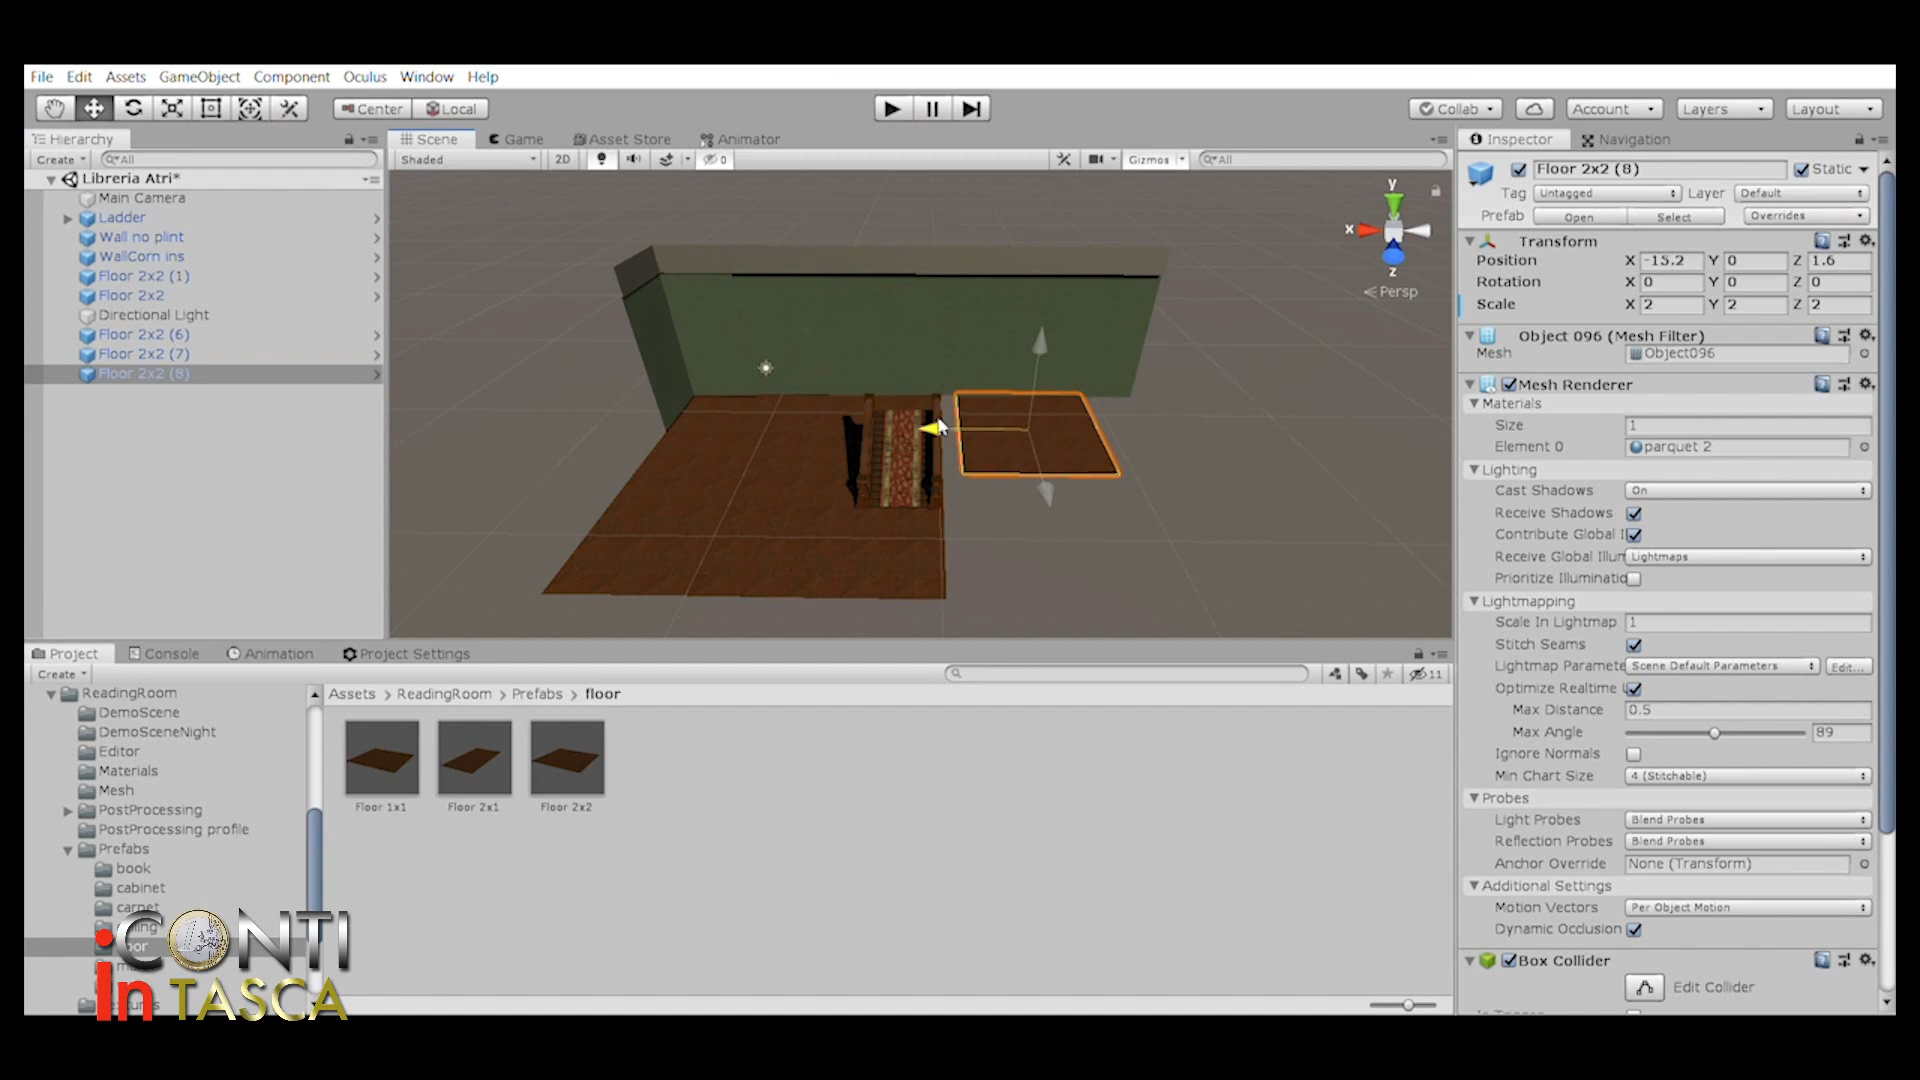 File Edit Assets GameObject Component Oculus Window Help
Center Local
Collab Account Layers Layout
Hierarchy
Create All
Libreria Atri*
Main Camera
Ladder
Wall no plint
WallCorn ins
Floor 2x2 (1)
Floor 2x2
Directional Light
Floor 2x2 (6)
Floor 2x2 (7)
Floor 2x2 (8)
Scene Game Asset Store Animator
Shaded 2D 0 Gizmos All
y
x
z
Persp
Inspector Navigation
Floor 2x2 (8) Static
Tag Untagged Layer Default
Prefab Open Select Overrides
Transform
Position X -15.2 Y 0 Z 1.6
Rotation X 0 Y 0 Z 0
Scale X 2 Y 2 Z 2
Object 096 (Mesh Filter)
Mesh Object096
Mesh Renderer
Materials
Size 1
Element 0 parquet 2
Lighting
Cast Shadows On
Receive Shadows
Contribute Global I
Receive Global Illum Lightmaps
Prioritize Illuminatio
Lightmapping
Scale In Lightmap 1
Stitch Seams
Lightmap Paramete Scene Default Parameters Edit...
Optimize Realtime
Max Distance 0.5
Max Angle 89
Ignore Normals
Min Chart Size 4 (Stitchable)
Probes
Light Probes Blend Probes
Reflection Probes Blend Probes
Anchor Override None (Transform)
Additional Settings
Motion Vectors Per Object Motion
Dynamic Occlusion
Box Collider
Edit Collider
Project Console Animation Project Settings
Create 11
ReadingRoom
DemoScene
DemoSceneNight
Editor
Materials
Mesh
PostProcessing
PostProcessing profile
Prefabs
book
cabinet
carpet
Assets > ReadingRoom > Prefabs > floor
Floor 1x1 Floor 2x1 Floor 2x2
i CONTI
In TASCA